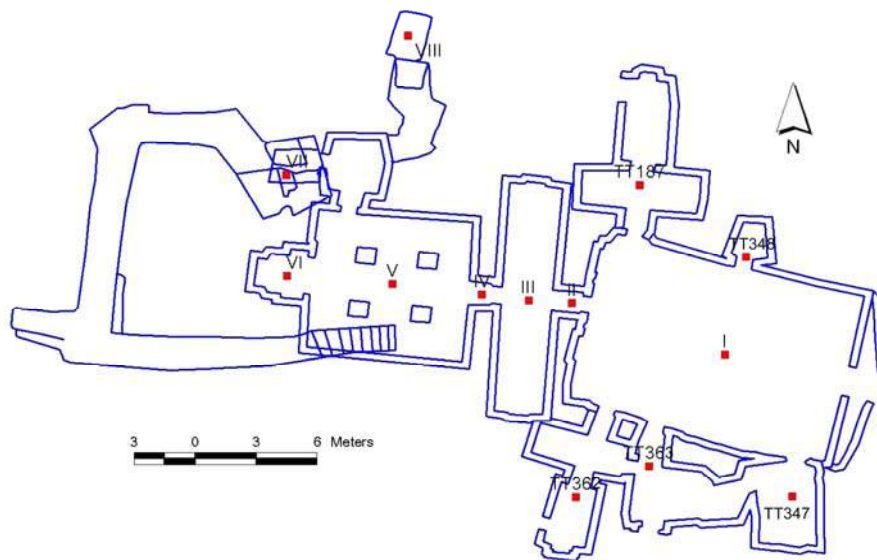 VIII
N
VII
TT187
TT348
VI
V
IV
III
II
I
3 0 3 6 Meters
TT363
TT362
TT347